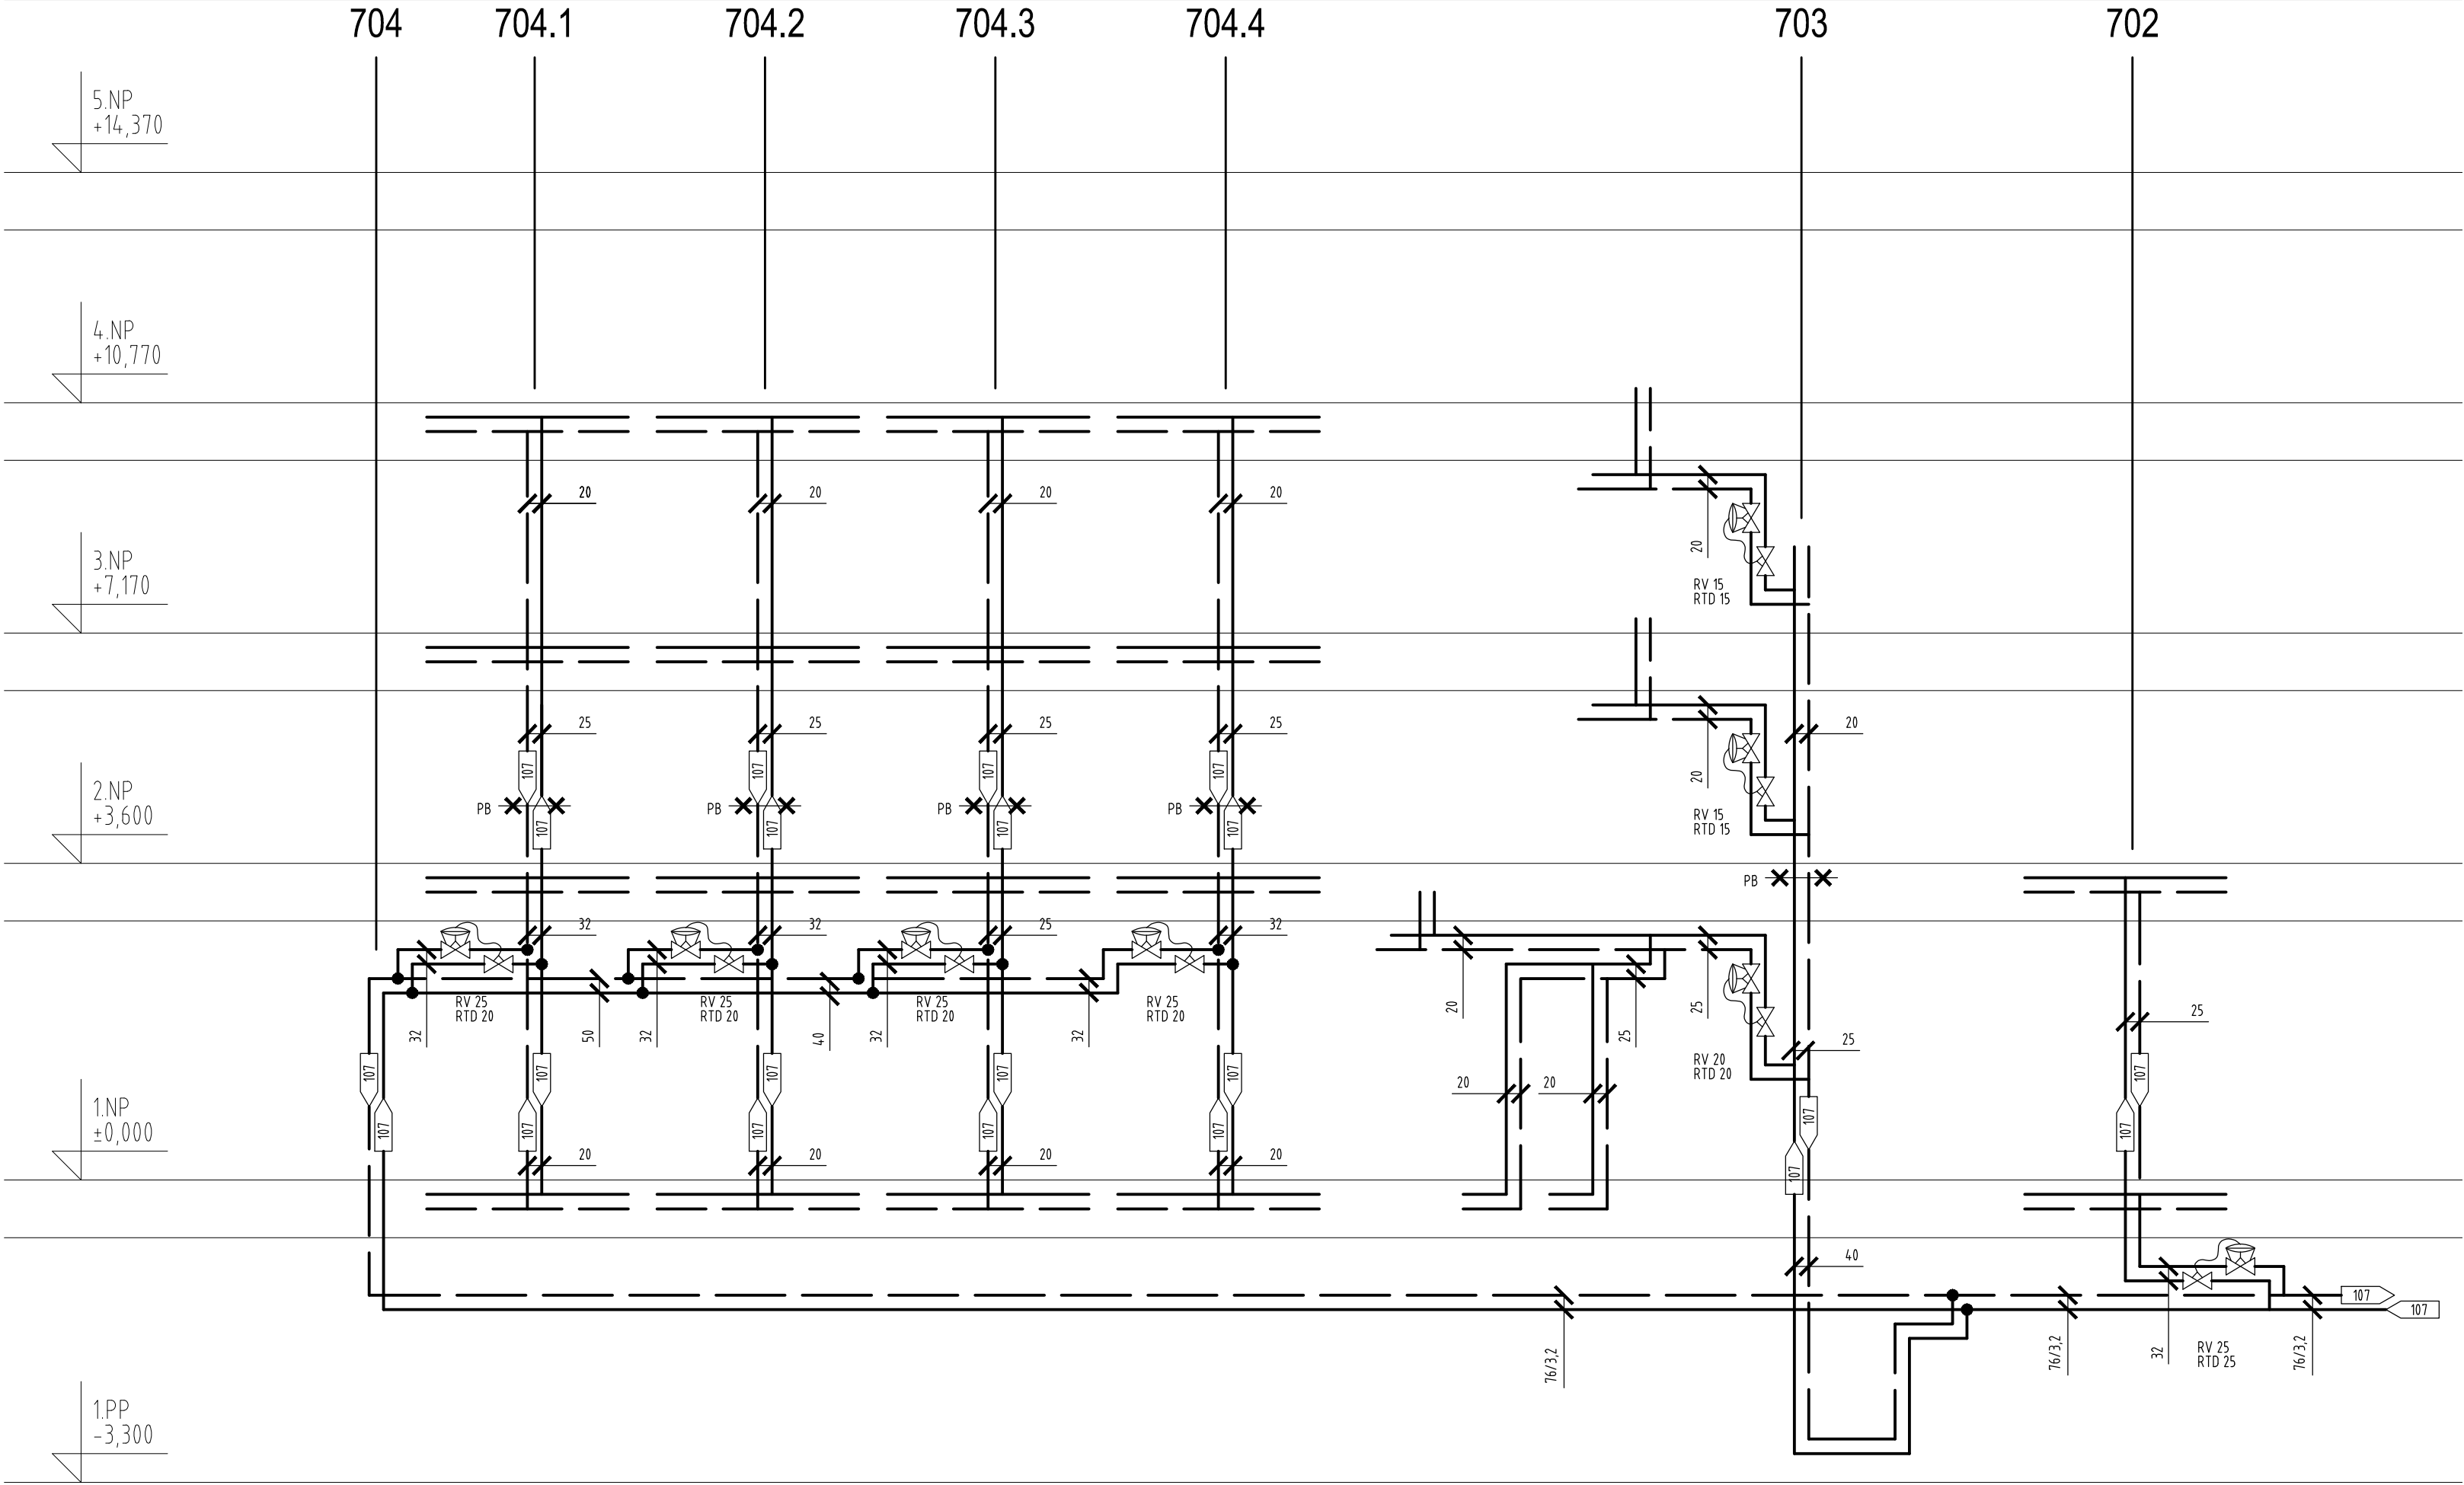 704 704.1 704.2 704.3 704.4 703 702
5.NP
+14,370
4.NP
+10,770
20 20 20 20
20
3.NP
+7,170
RV 15
RTD 15
25 25 25 25 20
107 107 107 107
20
2.NP
+3,600
PB PB PB PB
107 107 107 107
RV 15
RTD 15
PB
32 32 25 32
RV 25 RV 25 RV 25 RV 25
RTD 20 RTD 20 RTD 20 RTD 20
20 25 25
32 50 32 40 32 32 25
RV 20
RTD 20
107 107 107 107 107 107
20 20
1.NP
±0,000
107 107 107 107 107 107 107
20 20 20 20
107
40
107
107
76/3,2 76/3,2 32 76/3,2
RV 25
RTD 25
1.PP
-3,300